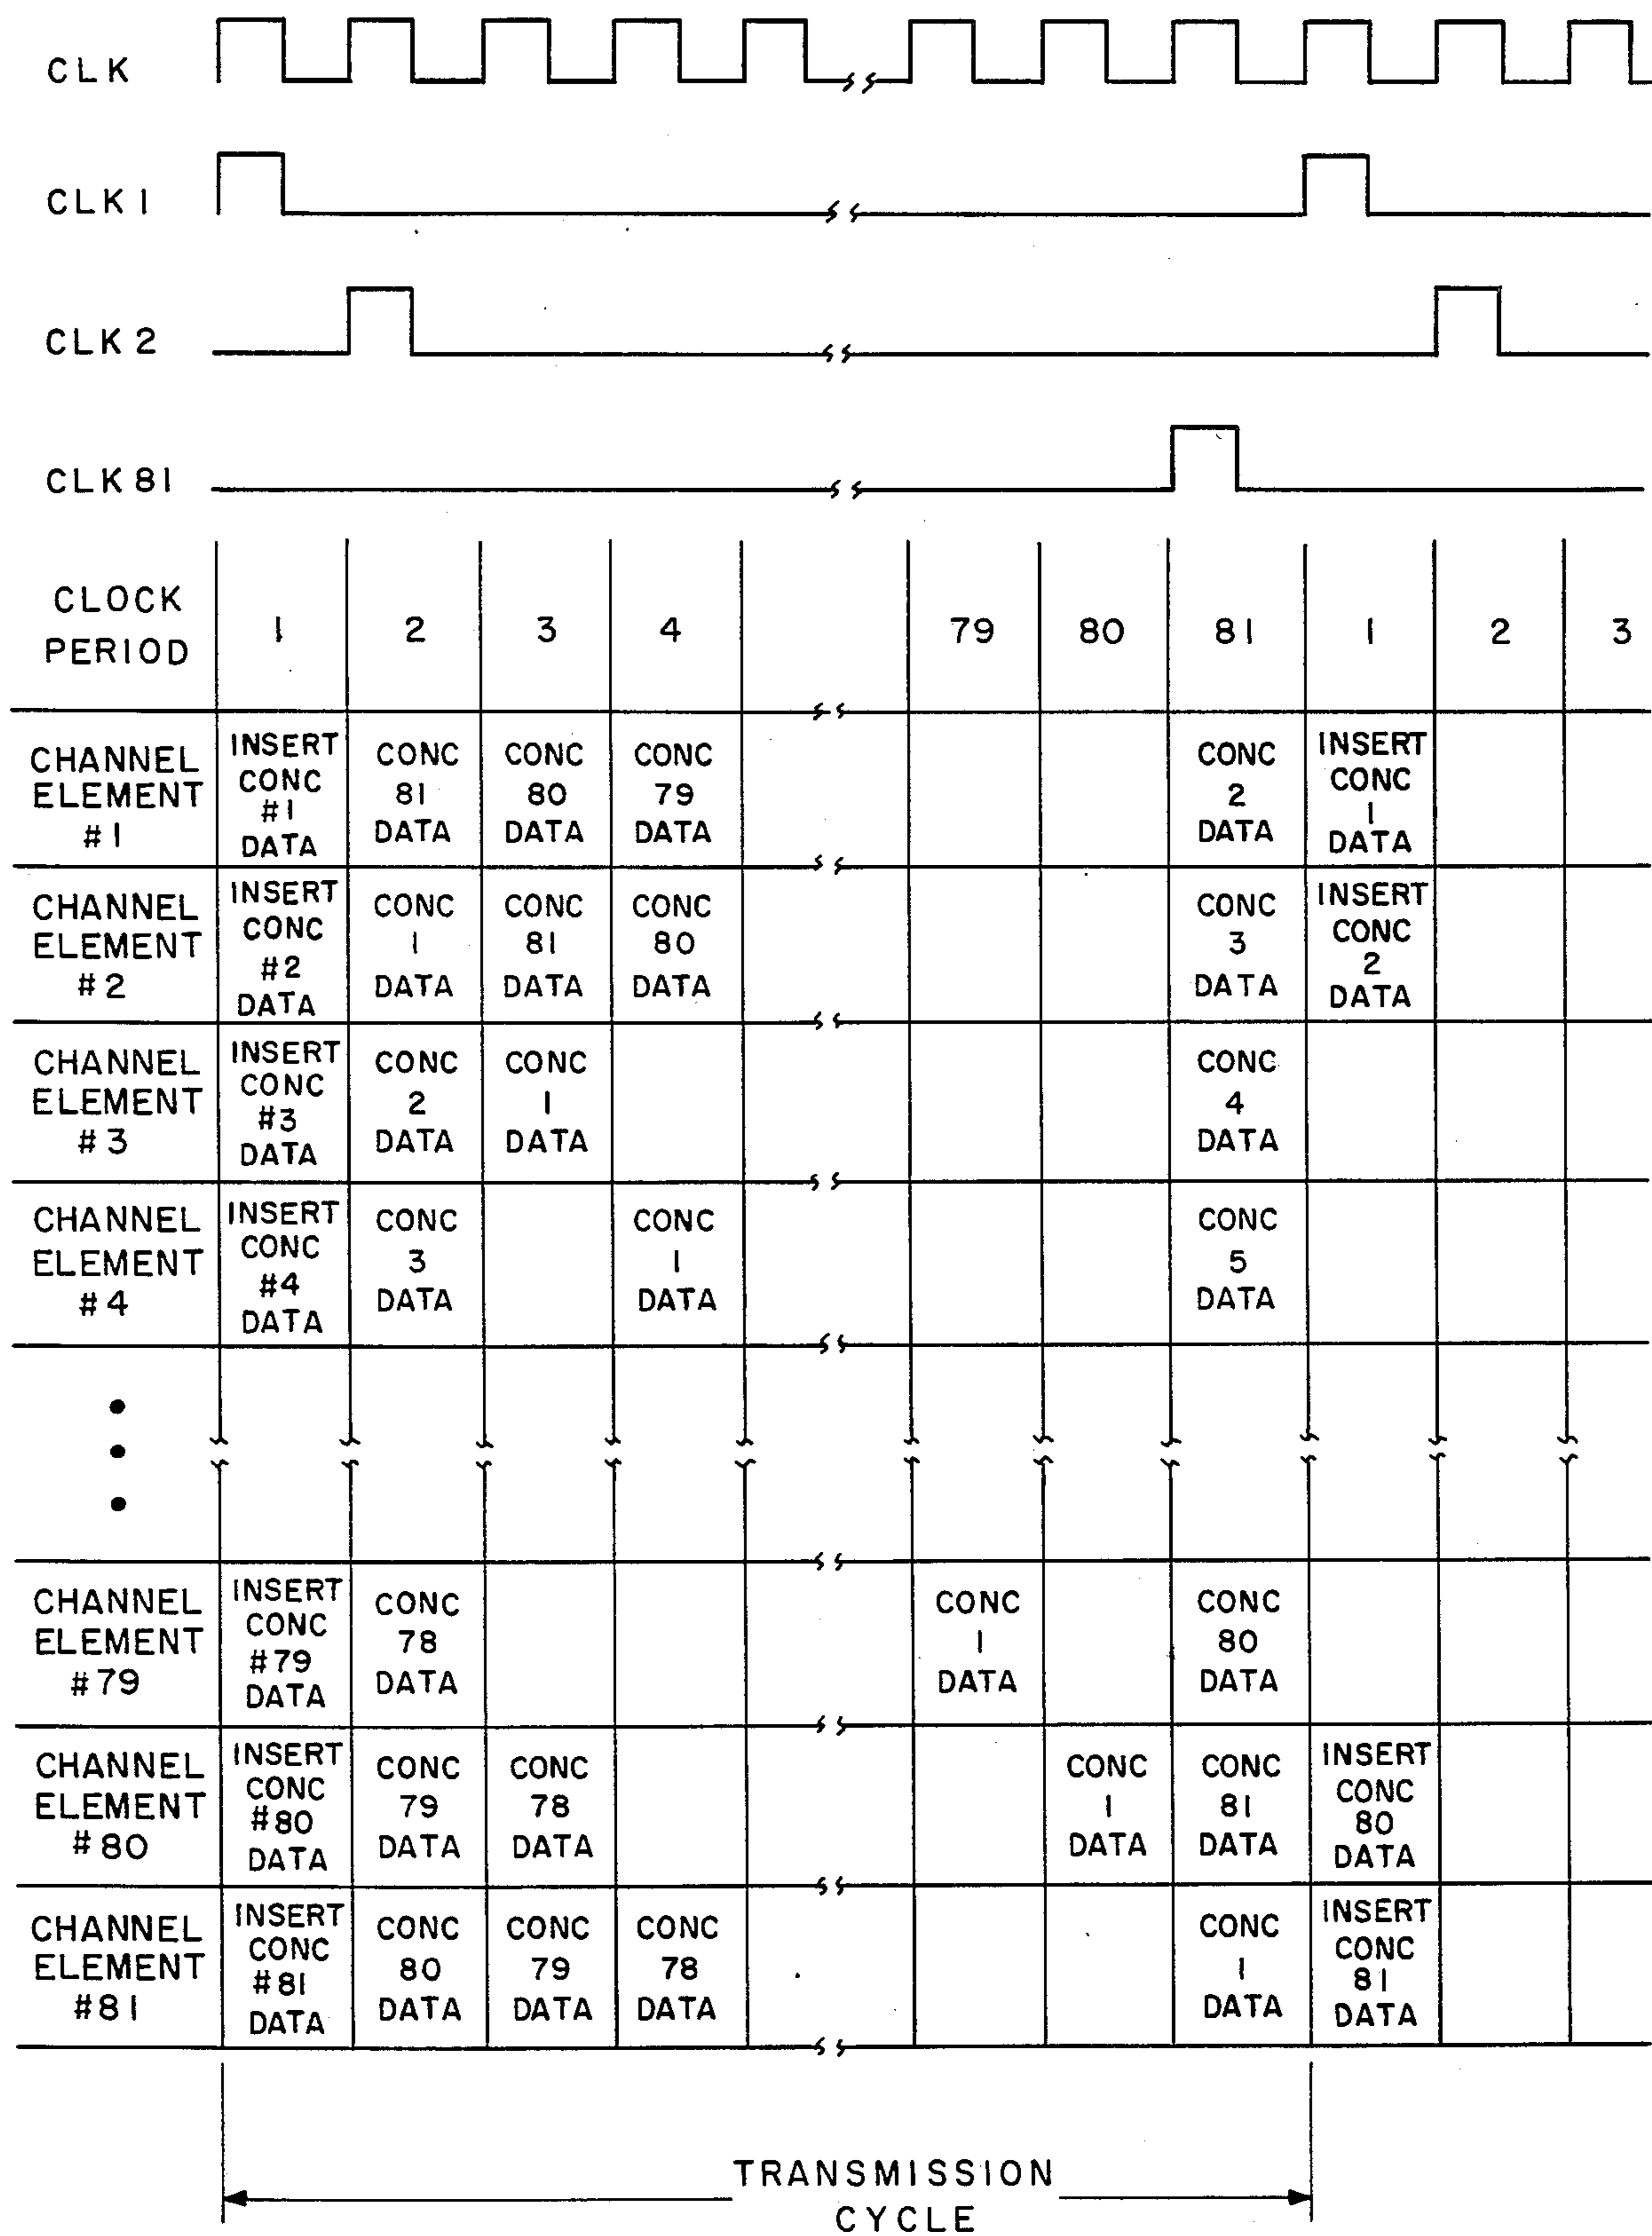 CLK
CLK1
CLK2
CLK81
CLOCK PERIOD 1 2 3 4 79 80 81 1 2 3
CHANNEL ELEMENT #1
INSERT CONC #1 DATA
CONC 81 DATA
CONC 80 DATA
CONC 79 DATA
CONC 2 DATA
INSERT CONC 1 DATA
CHANNEL ELEMENT #2
INSERT CONC #2 DATA
CONC 1 DATA
CONC 81 DATA
CONC 80 DATA
CONC 3 DATA
INSERT CONC 2 DATA
CHANNEL ELEMENT #3
INSERT CONC #3 DATA
CONC 2 DATA
CONC 1 DATA
CONC 4 DATA
CHANNEL ELEMENT #4
INSERT CONC #4 DATA
CONC 3 DATA
CONC 1 DATA
CONC 5 DATA
CHANNEL ELEMENT #79
INSERT CONC #79 DATA
CONC 78 DATA
CONC 1 DATA
CONC 80 DATA
CHANNEL ELEMENT #80
INSERT CONC #80 DATA
CONC 79 DATA
CONC 78 DATA
CONC 1 DATA
CONC 81 DATA
INSERT CONC 80 DATA
CHANNEL ELEMENT #81
INSERT CONC #81 DATA
CONC 80 DATA
CONC 79 DATA
CONC 78 DATA
CONC 1 DATA
INSERT CONC 81 DATA
TRANSMISSION CYCLE